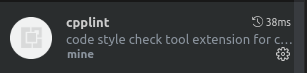 cpplint 38ms
code style check tool extension for c...
mine